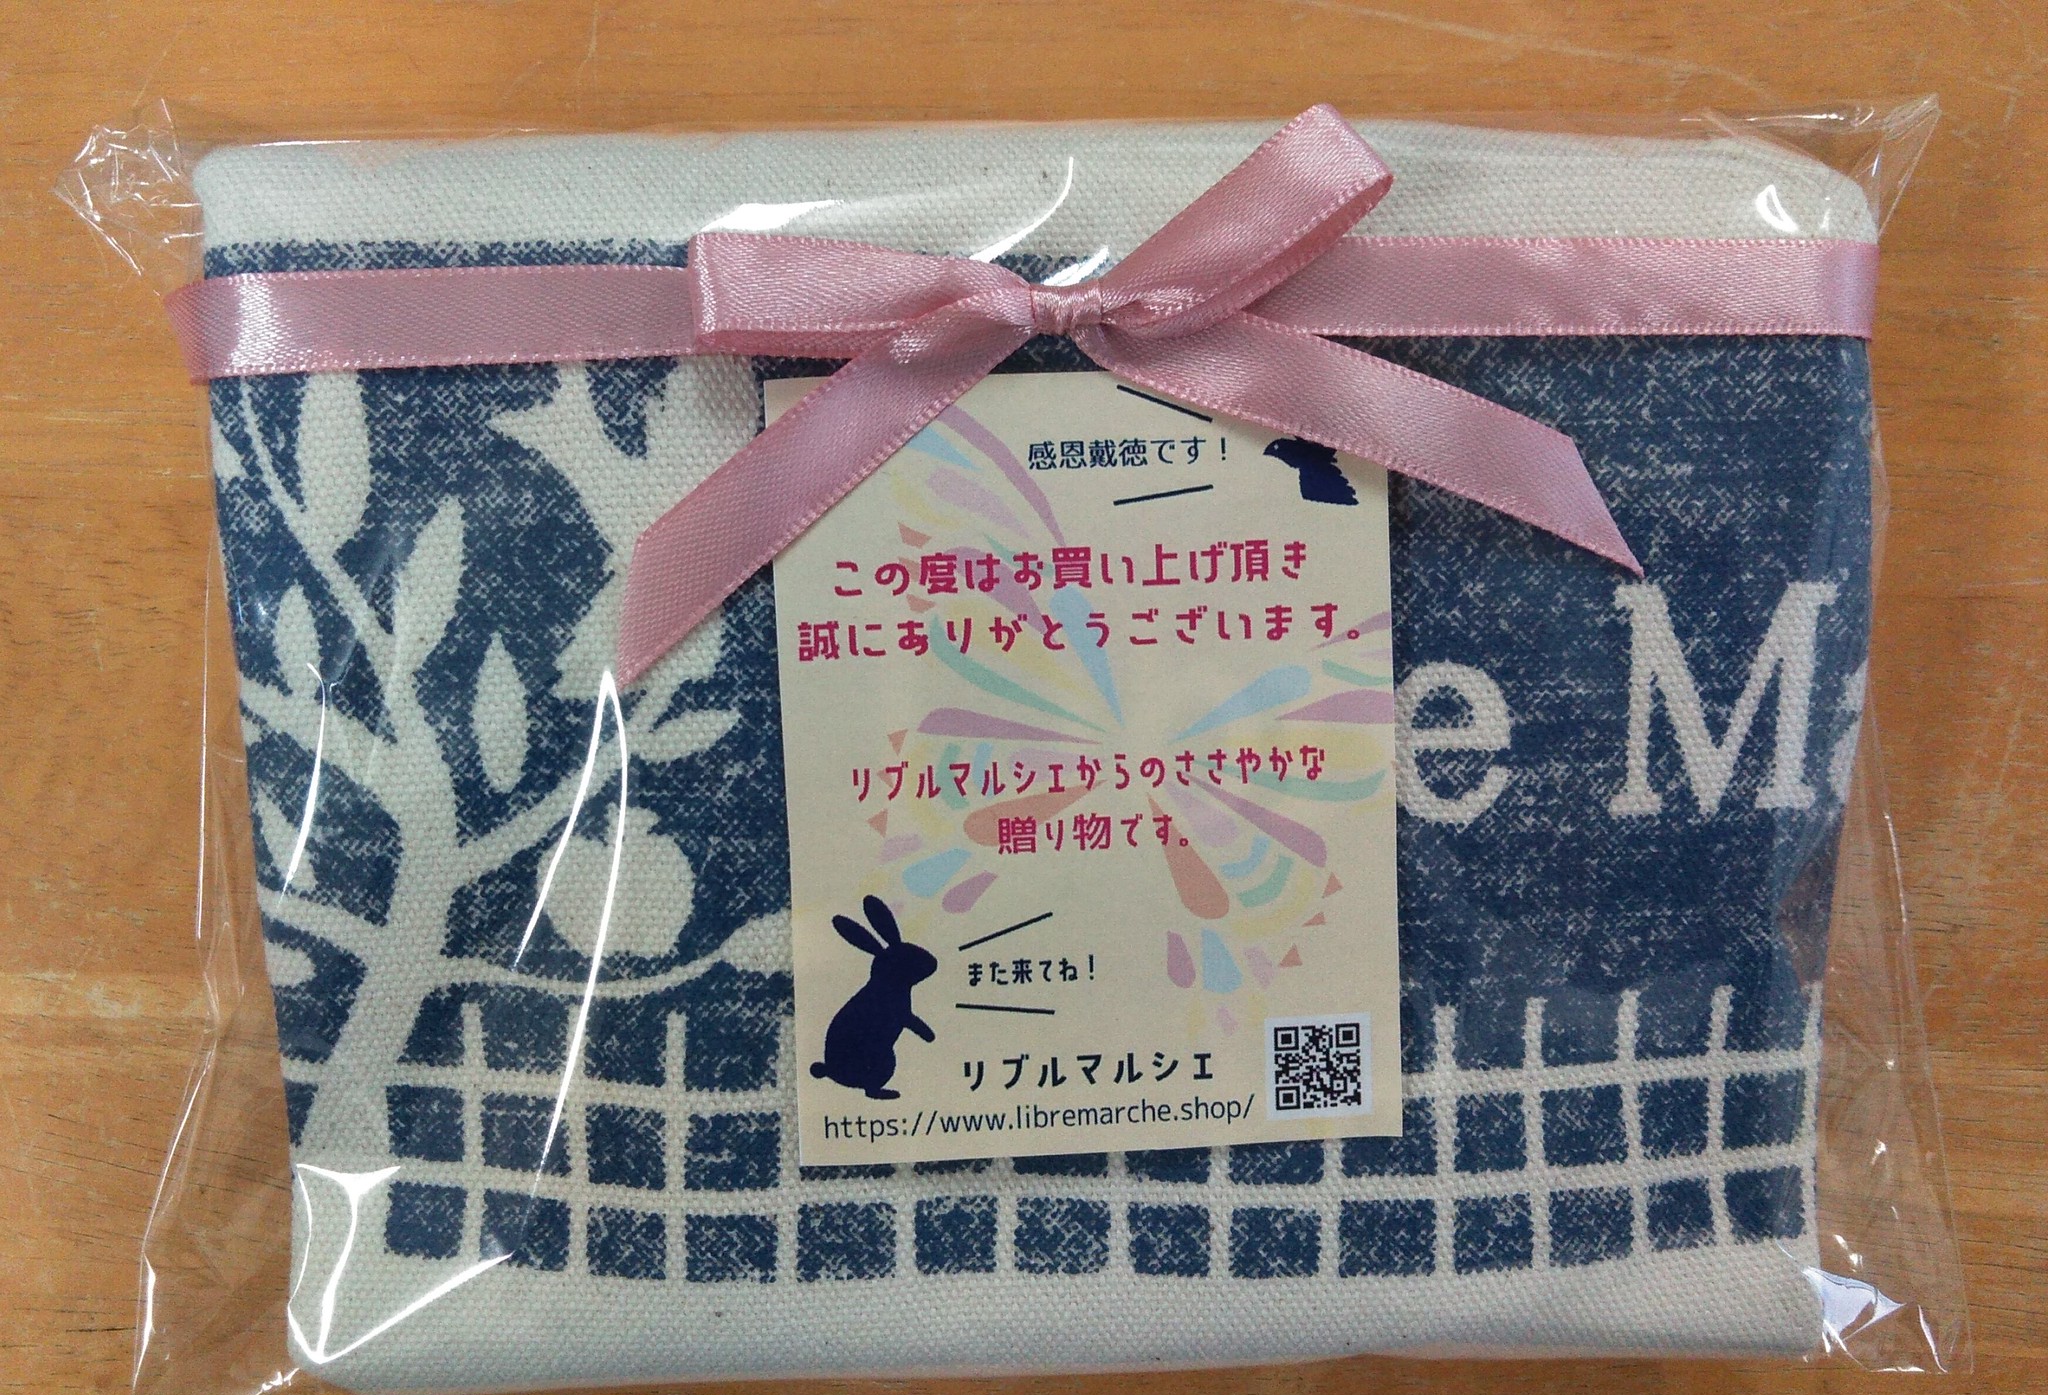 感恩戴徳です！
この度はお買い上げ頂き
誠にありがとうございます。
e M
リブルマルシェからのささやかな
贈り物です。
また来てね！
リブルマルシェ
https://www.libremarche.shop/